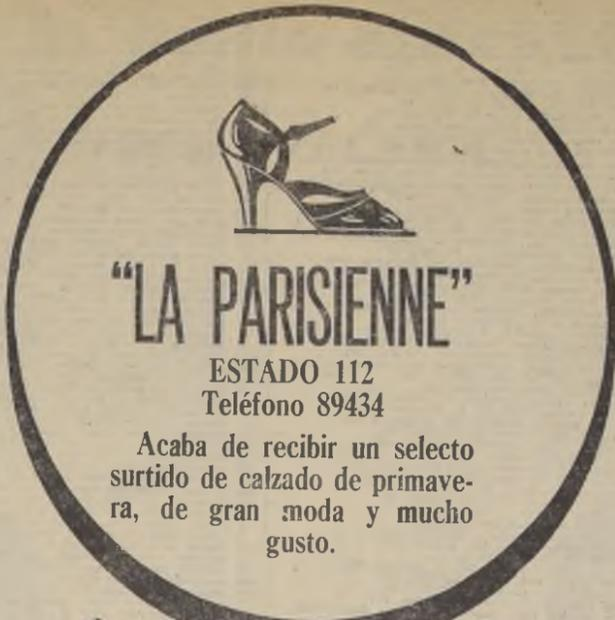 “LA PARISIENNE”
ESTADO 112
Teléfono 89434
Acaba de recibir un selecto
surtido de calzado de primave-
ra, de gran moda y mucho
gusto.